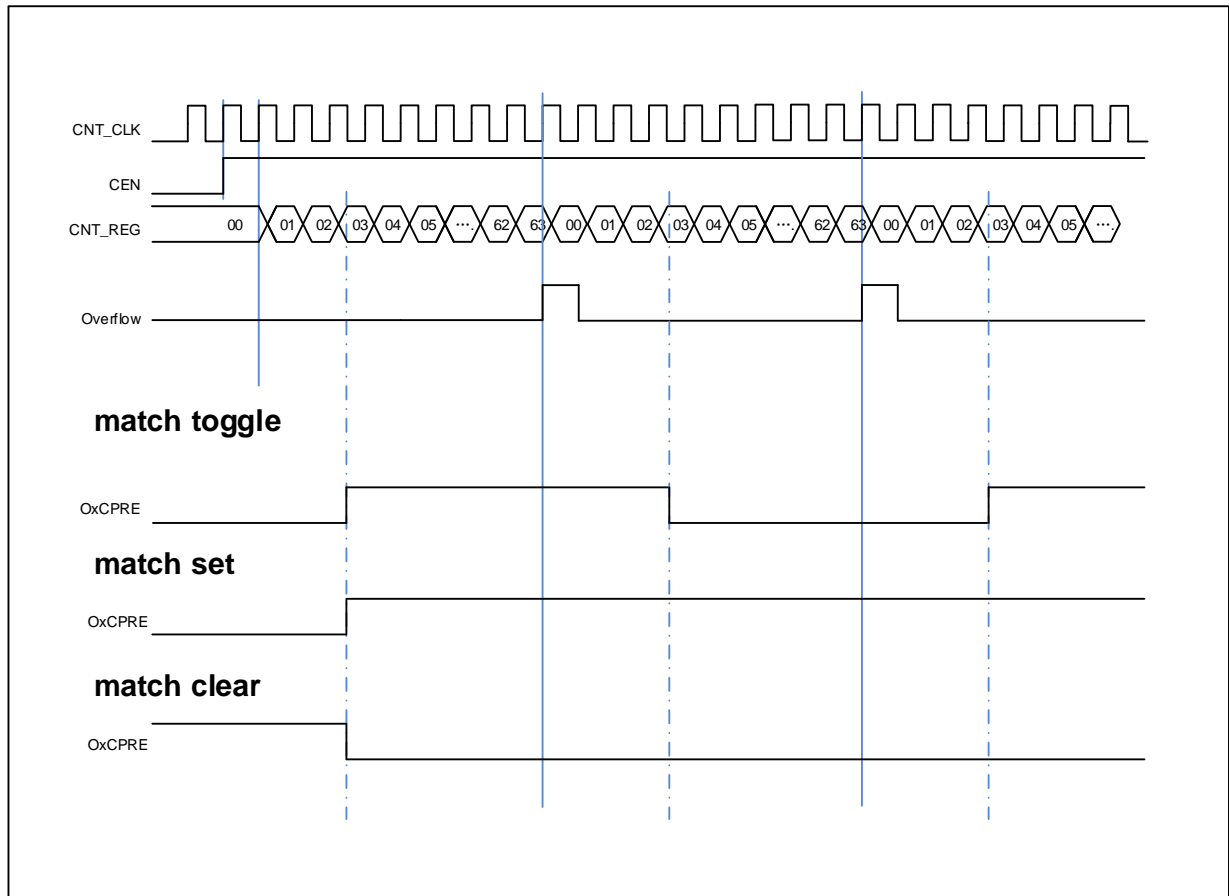 CNT_CLK
CEN
CNT_REG 00 01 02 03 04 05 ···. 62 63 00 01 02 03 04 05 ···. 62 63 00 01 02 03 04 05 ···.
Overflow
match toggle
OxCPRE
match set
OxCPRE
match clear
OxCPRE